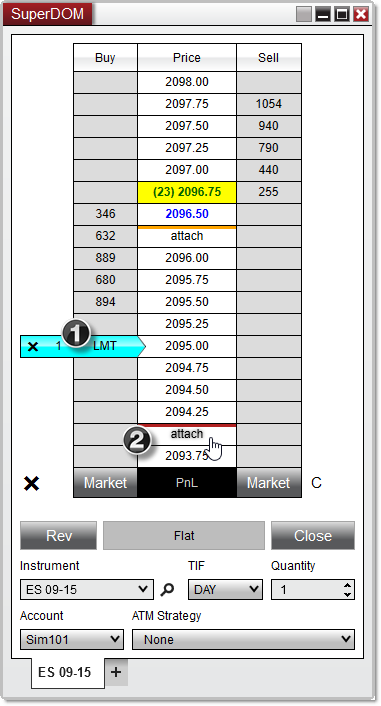 SuperDOM
Buy Price Sell
2098.00
2097.75 1054
2097.50 940
2097.25 790
2097.00 440
(23) 2096.75 255
346 2096.50
632 attach
889 2096.00
680 2095.75
894 2095.50
2095.25
1 1 LMT 2095.00
2094.75
2094.50
2094.25
2 attach
2093.75
Market PnL Market C
Rev Flat Close
Instrument TIF Quantity
ES 09-15 DAY 1
Account ATM Strategy
Sim101 None
ES 09-15 +